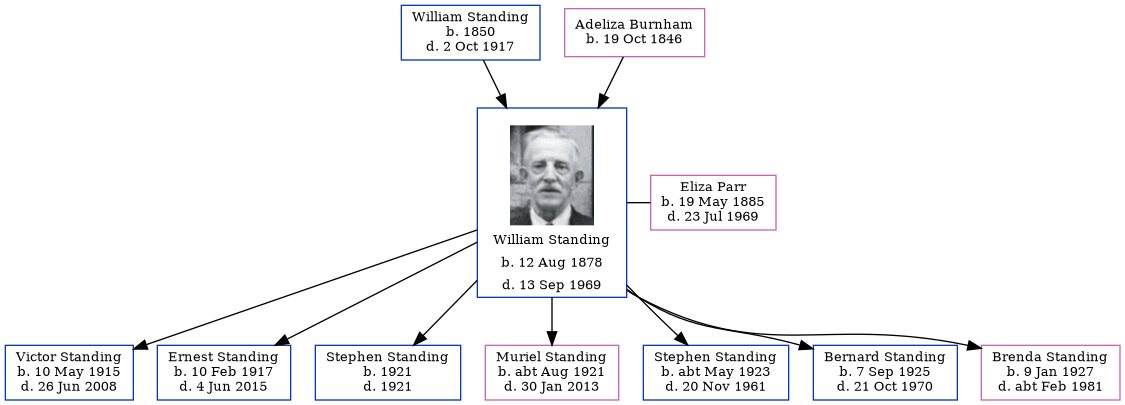 William Standing
b. 1850
d. 2 Oct 1917
Adeliza Burnham
b. 19 Oct 1846
William Standing
b. 12 Aug 1878
d. 13 Sep 1969
Eliza Parr
b. 19 May 1885
d. 23 Jul 1969
Victor Standing
b. 10 May 1915
d. 26 Jun 2008
Ernest Standing
b. 10 Feb 1917
d. 4 Jun 2015
Stephen Standing
b. 1921
d. 1921
Muriel Standing
b. abt Aug 1921
d. 30 Jan 2013
Stephen Standing
b. abt May 1923
d. 20 Nov 1961
Bernard Standing
b. 7 Sep 1925
d. 21 Oct 1970
Brenda Standing
b. 9 Jan 1927
d. abt Feb 1981